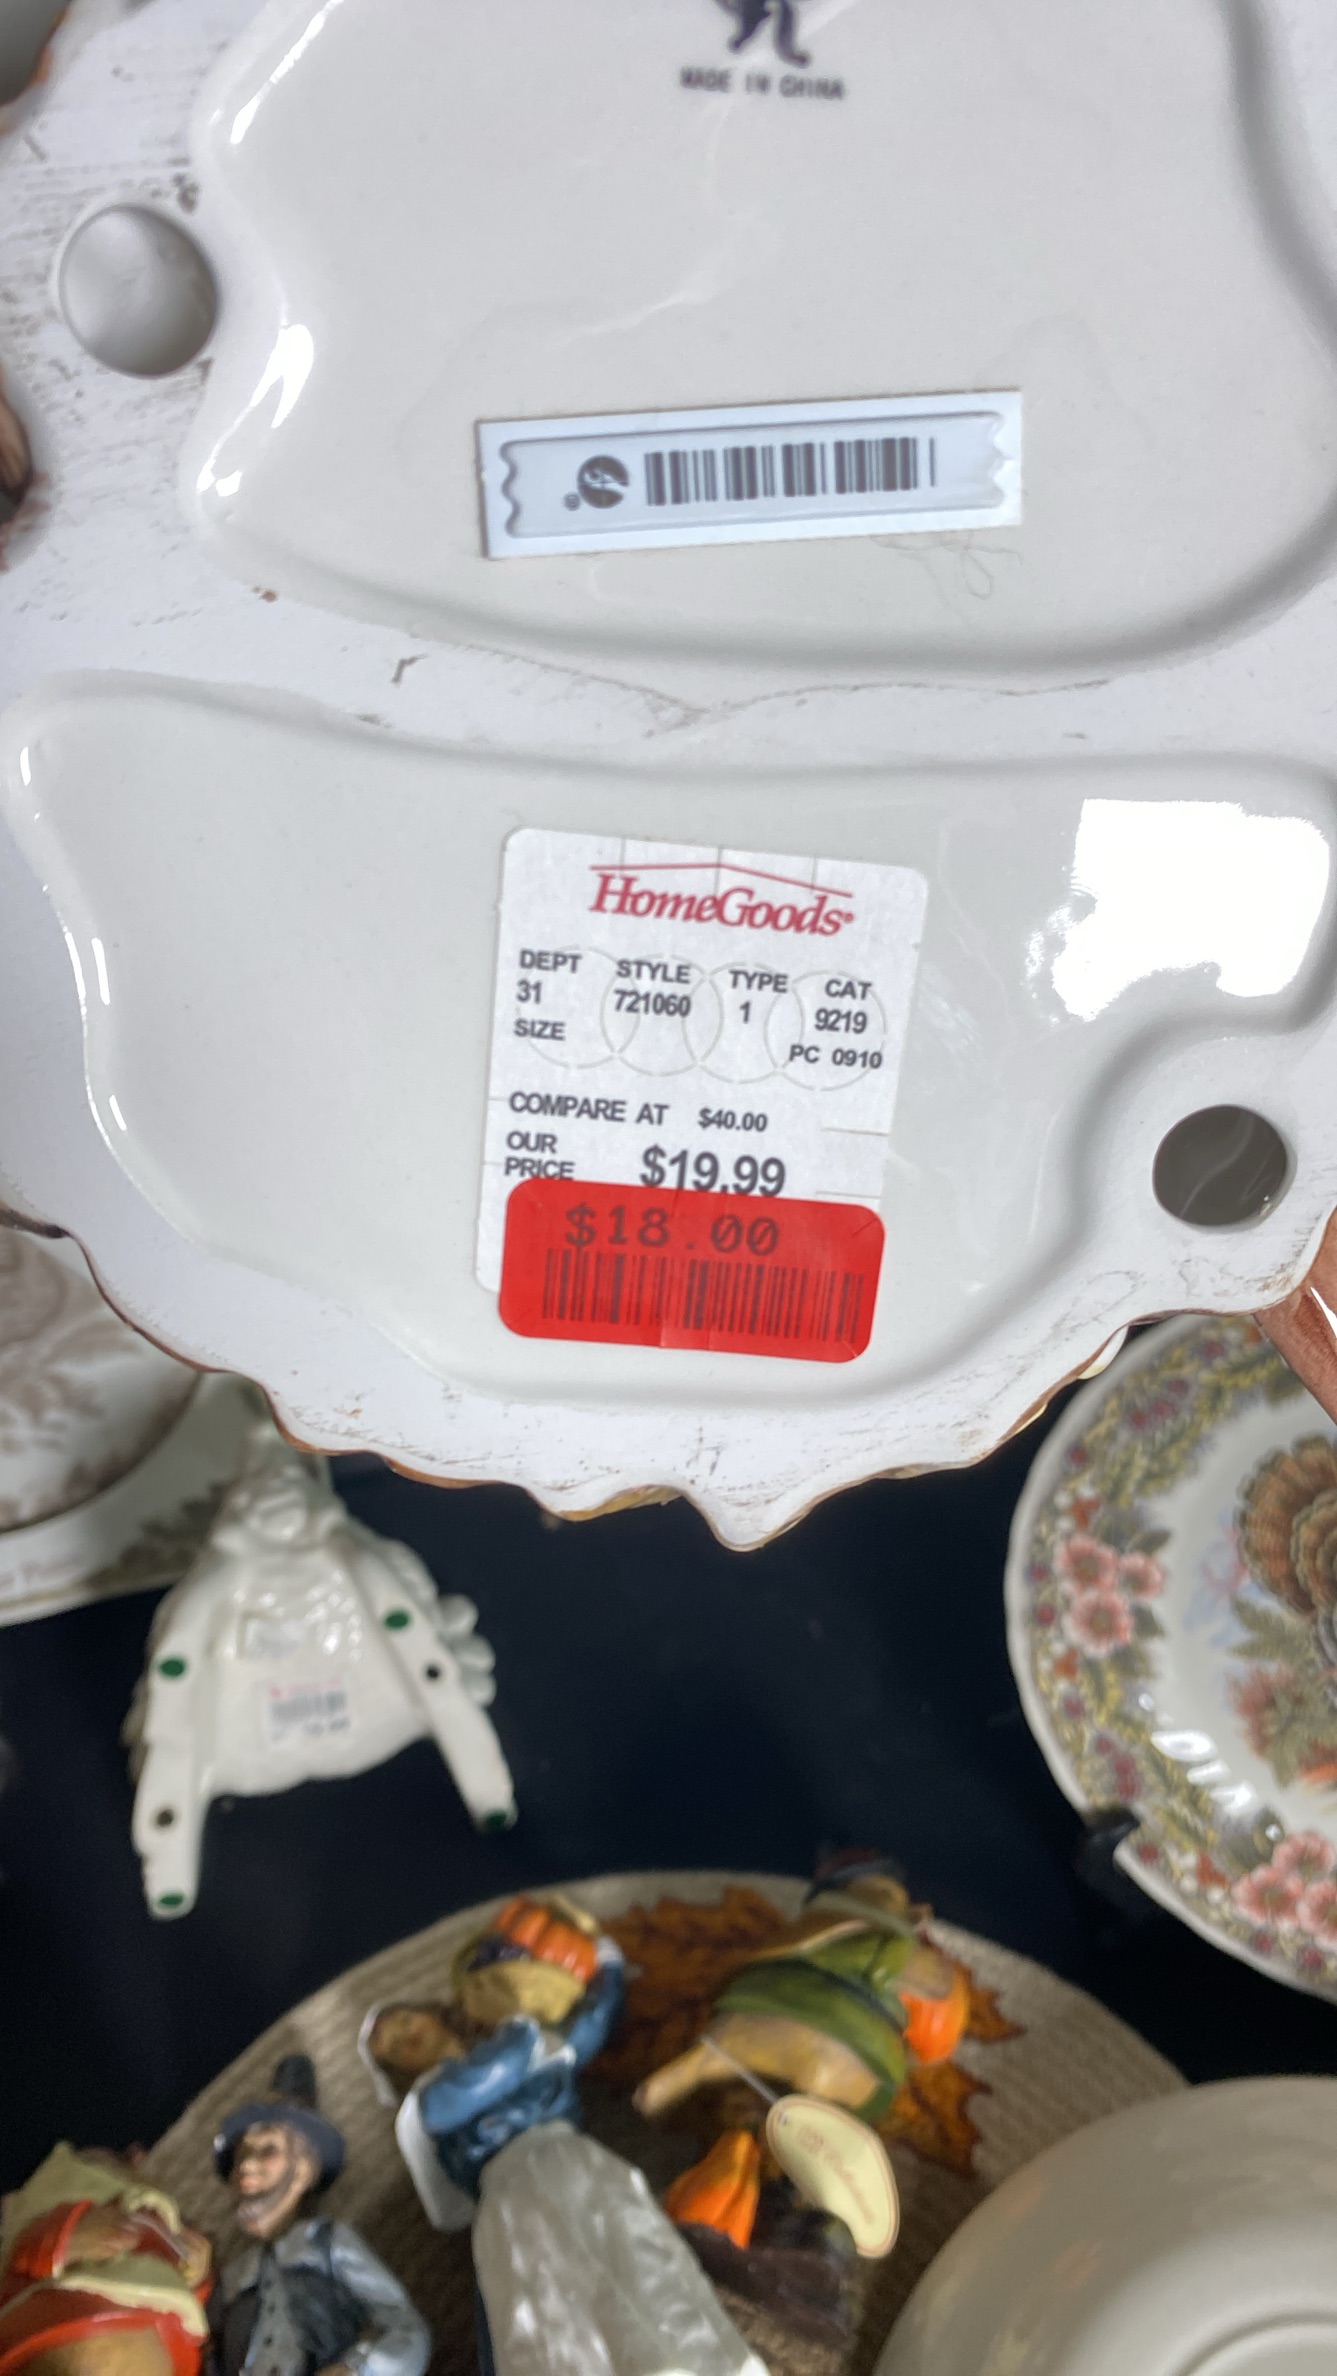 MADE IN CHINA
HomeGoods®
DEPT STYLE TYPE CAT
31 721060 1 9219
SIZE PC 0910
COMPARE AT $40.00
OUR
PRICE $19.99
$18.00